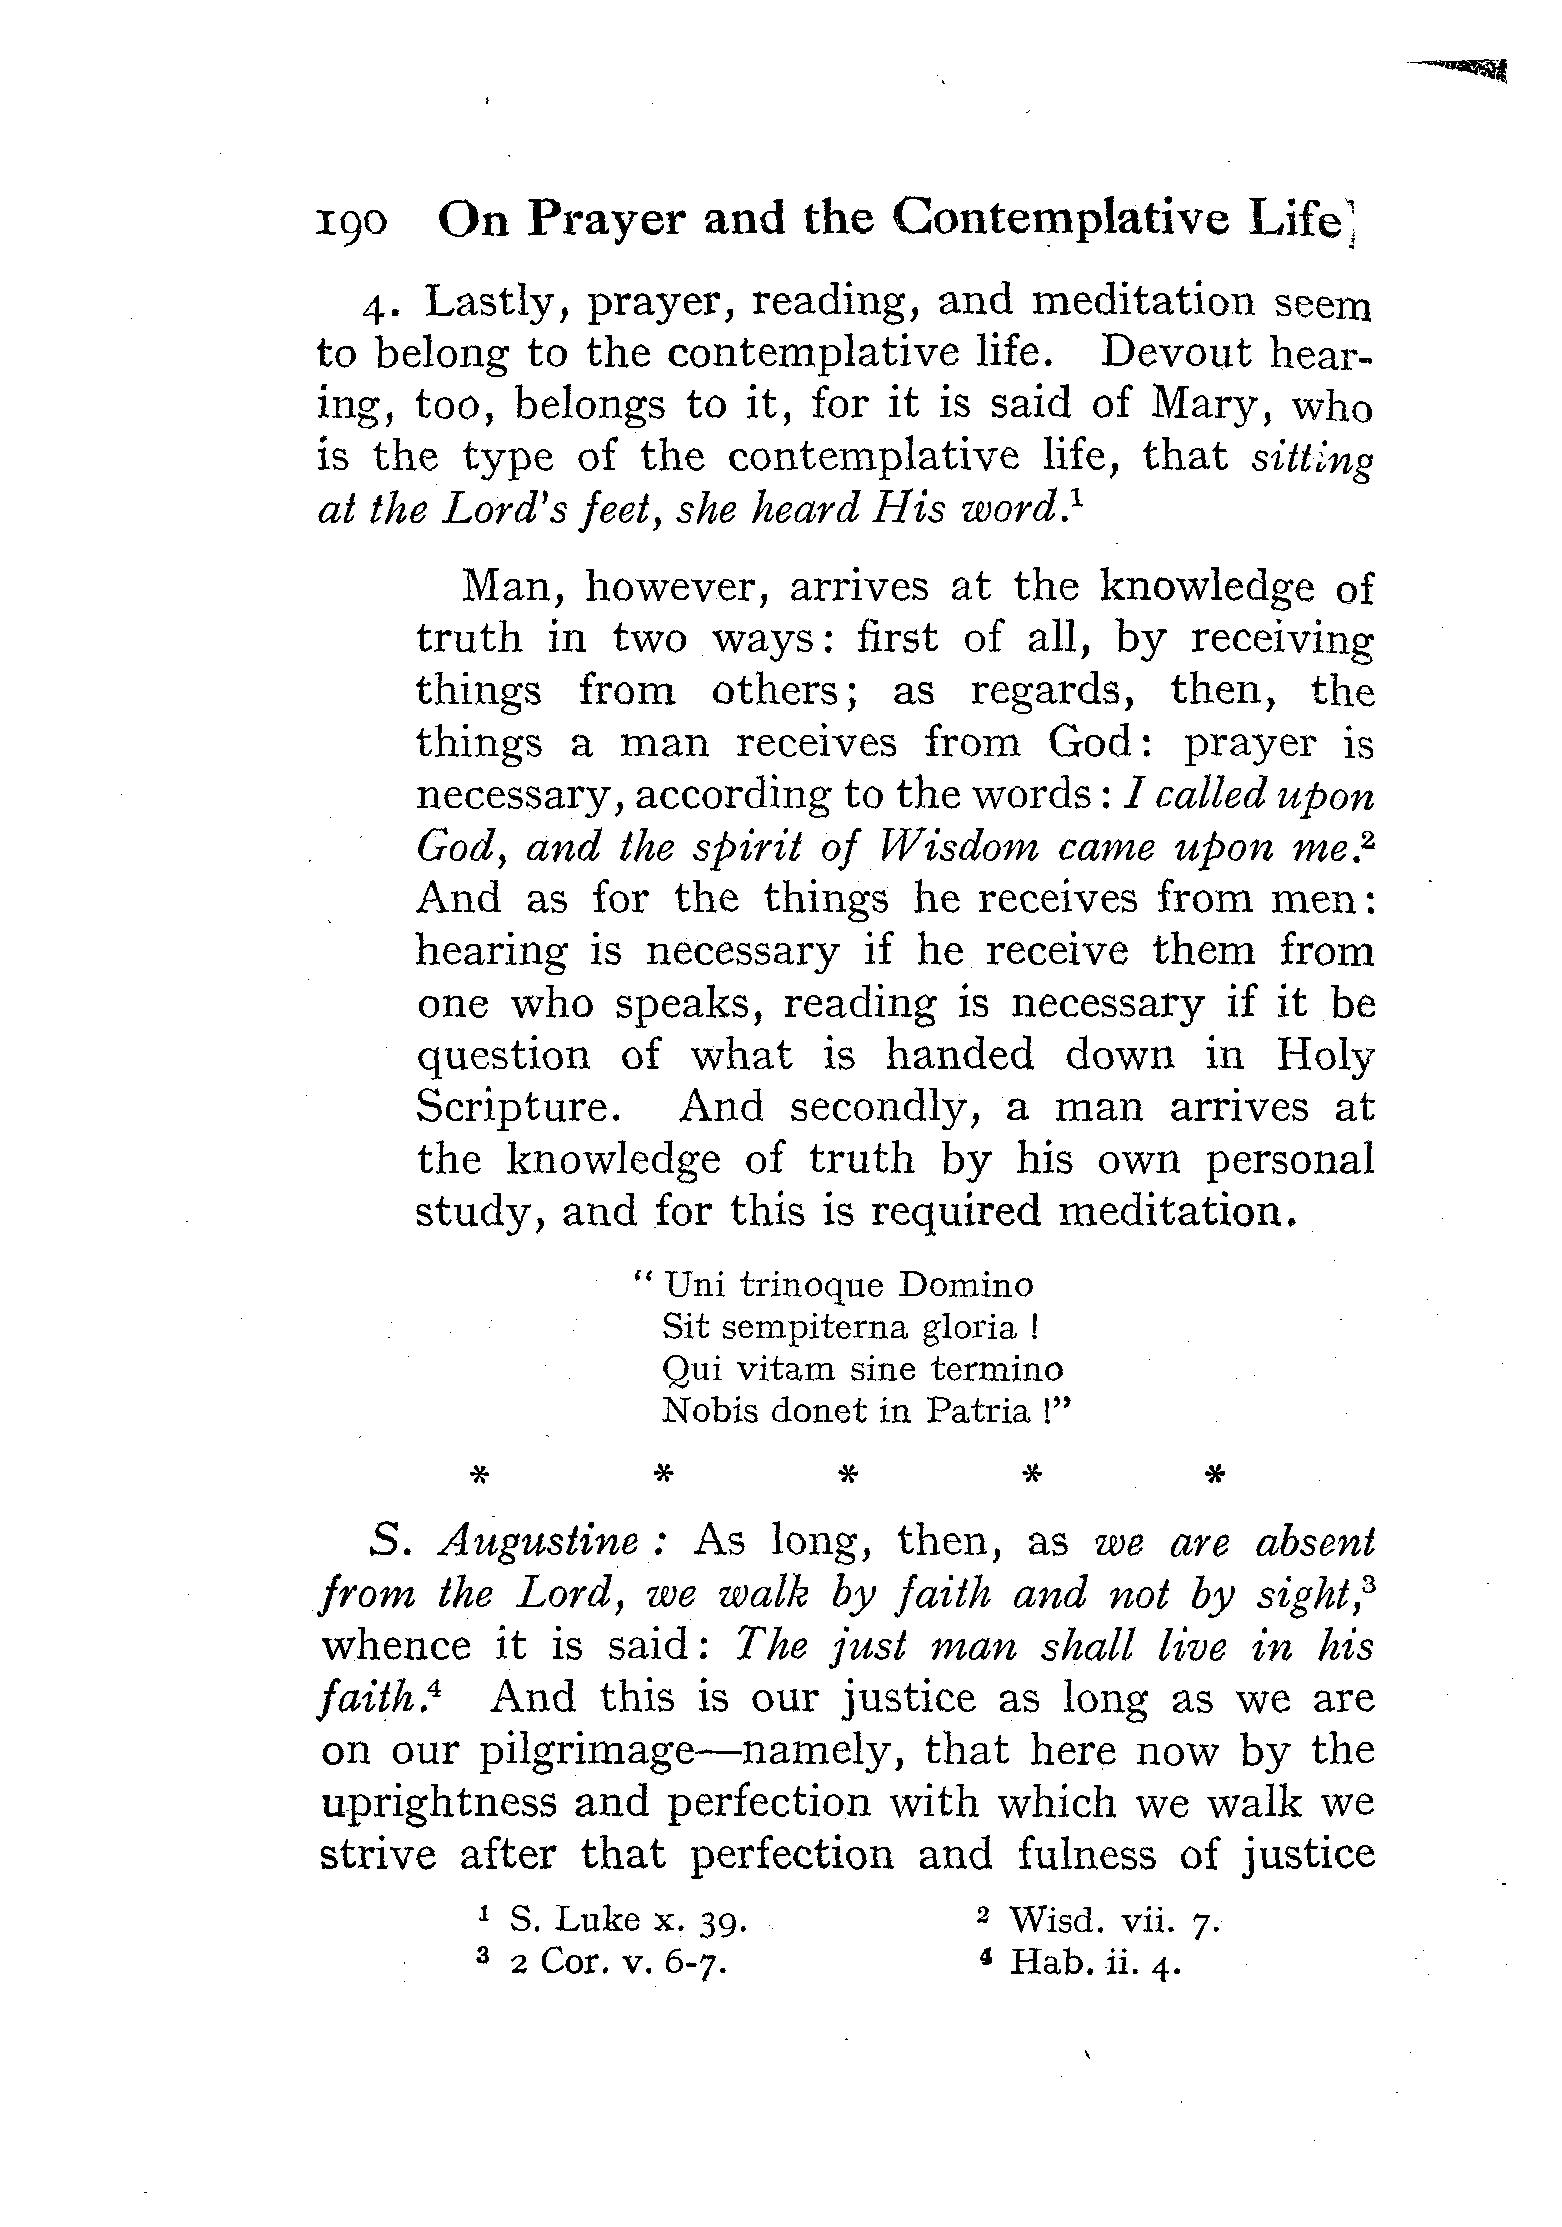 190 On Prayer and the Contemplative Life
4. Lastly, prayer, reading, and meditation seem
to belong to the contemplative life. Devout hear-
ing, too, belongs to it, for it is said of Mary, who
is the type of the contemplative life, that sitting
at the Lord's feet, she heard His word.¹
Man, however, arrives at the knowledge of
truth in two ways: first of all, by receiving
things from others; as regards, then, the
things a man receives from God: prayer is
necessary, according to the words: I called upon
God, and the spirit of Wisdom came upon me.²
And as for the things he receives from men:
hearing is necessary if he receive them from
one who speaks, reading is necessary if it be
question of what is handed down in Holy
Scripture. And secondly, a man arrives at
the knowledge of truth by his own personal
study, and for this is required meditation.
“ Uni trinoque Domino
Sit sempiterna gloria !
Qui vitam sine termino
Nobis donet in Patria !”
* * * * *
S. Augustine : As long, then, as we are absent
from the Lord, we walk by faith and not by sight,³
whence it is said: The just man shall live in his
faith.⁴ And this is our justice as long as we are
on our pilgrimage—namely, that here now by the
uprightness and perfection with which we walk we
strive after that perfection and fulness of justice
¹ S. Luke x. 39. ² Wisd. vii. 7.
³ 2 Cor. v. 6-7. ⁴ Hab. ii. 4.